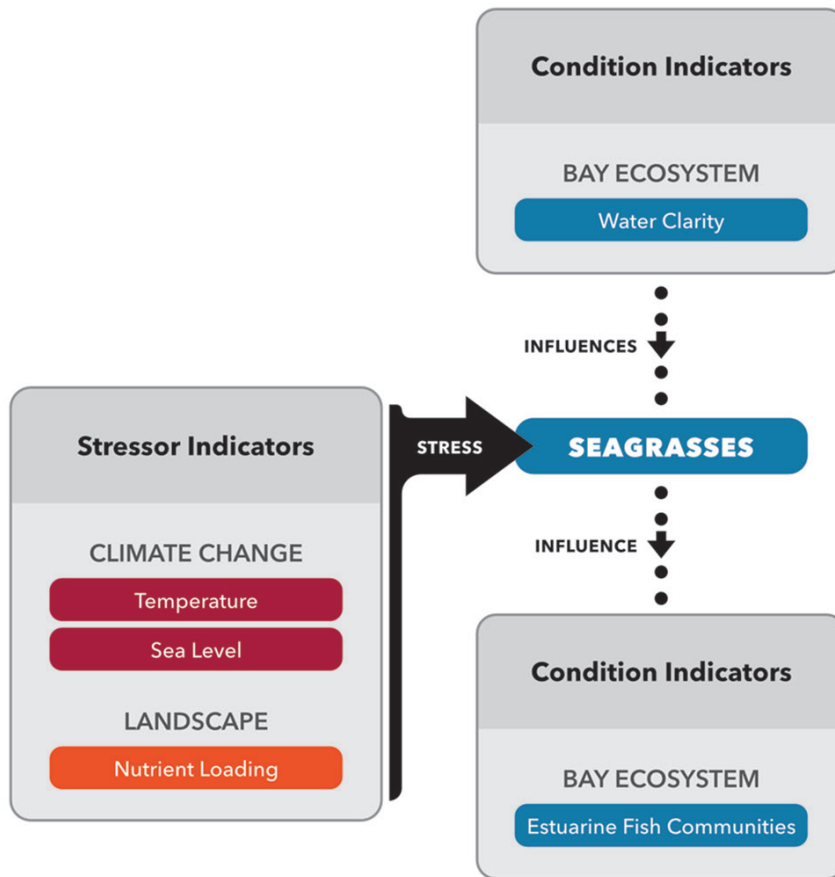 Condition Indicators
BAY ECOSYSTEM
Water Clarity
INFLUENCES
Stressor Indicators
CLIMATE CHANGE
Temperature
Sea Level
LANDSCAPE
Nutrient Loading
STRESS
SEAGRASSES
INFLUENCE
Condition Indicators
BAY ECOSYSTEM
Estuarine Fish Communities